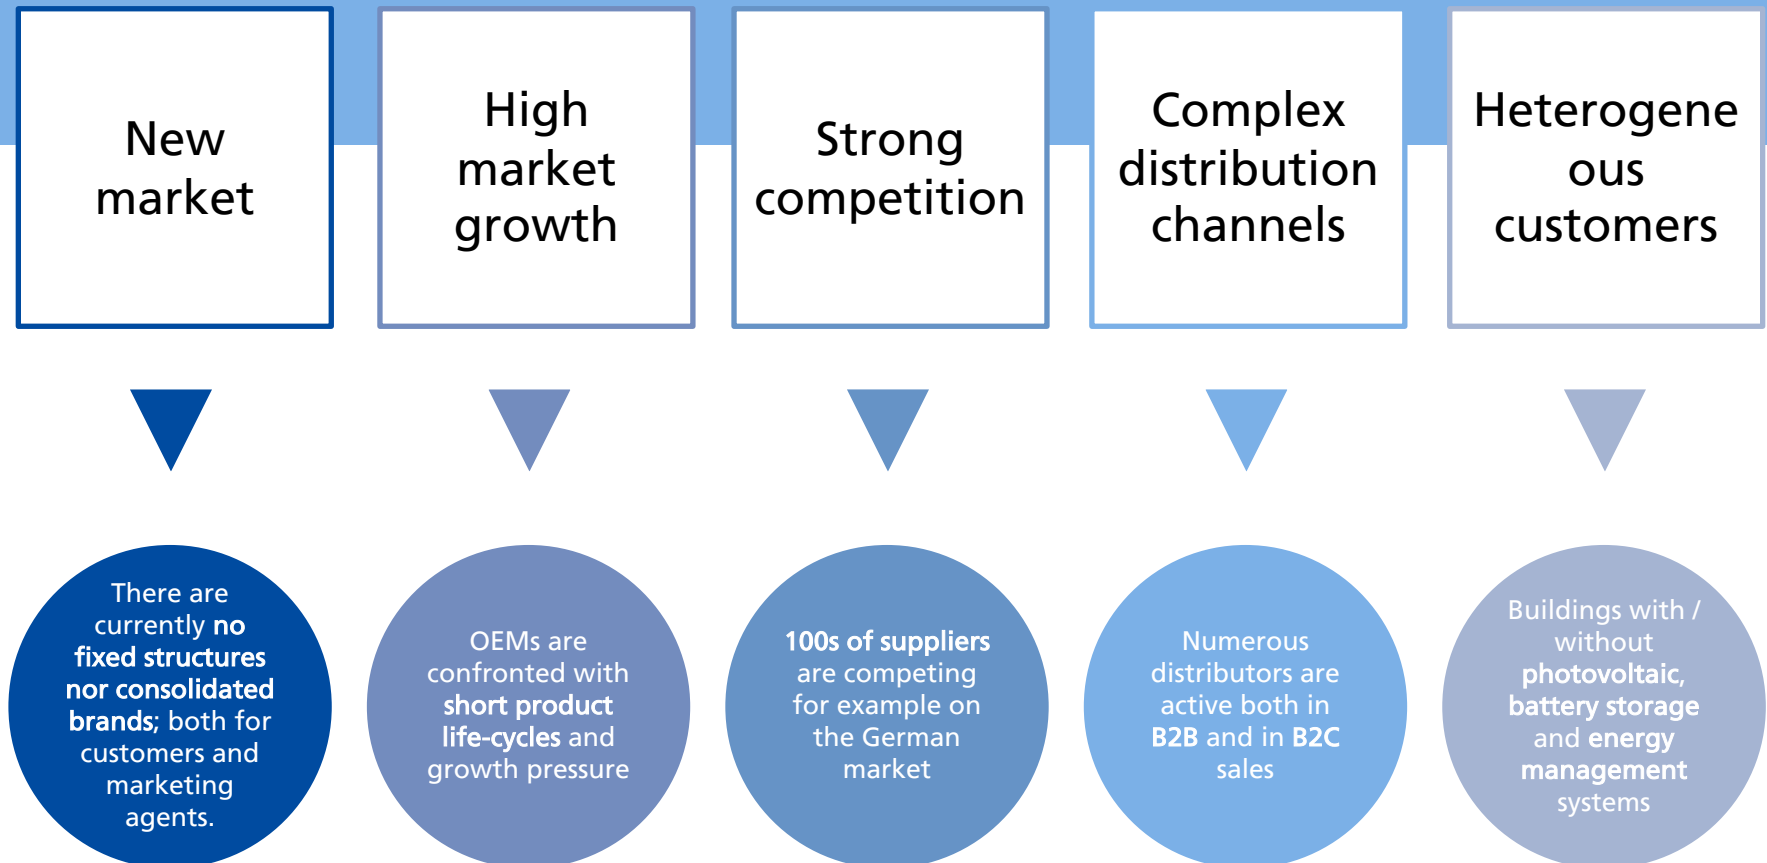 New
market
High
market
growth
Strong
competition
Complex
distribution
channels
Heterogene
ous
customers
There are
currently no
fixed structures
nor consolidated
brands; both for
customers and
marketing
agents.
OEMs are
confronted with
short product
life-cycles and
growth pressure
100s of suppliers
are competing
for example on
the German
market
Numerous
distributors are
active both in
B2B and in B2C
sales
Buildings with /
without
photovoltaic,
battery storage
and energy
management
systems